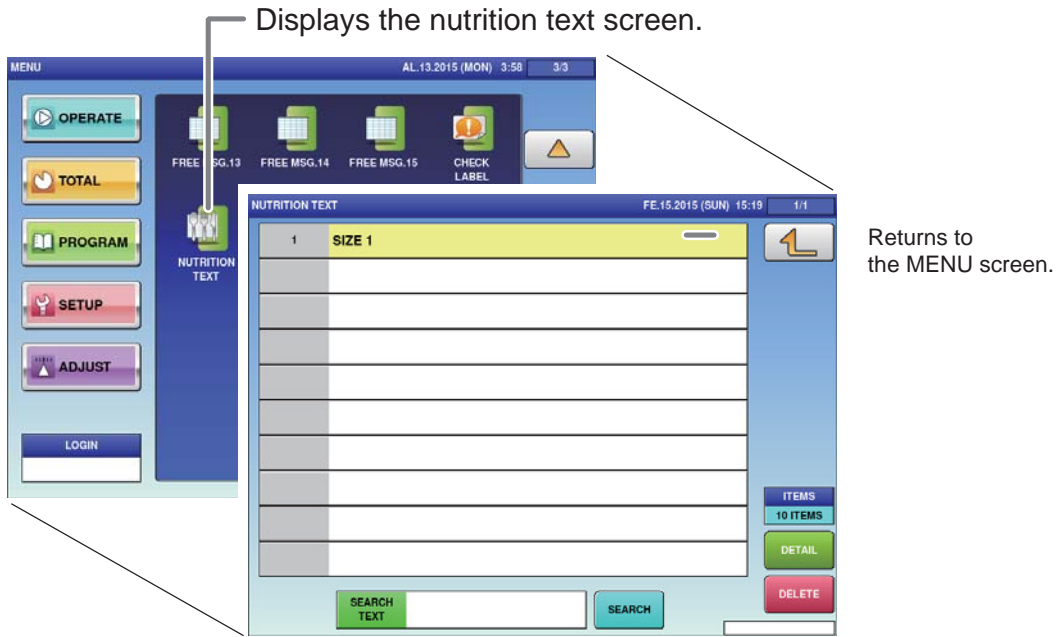 Displays the nutrition text screen.
MENU
AL.13.2015 (MON) 3:58
3/3
OPERATE
TOTAL
PROGRAM
SETUP
ADJUST
LOGIN
FREE MSG.13
FREE MSG.14
FREE MSG.15
CHECK
LABEL
NUTRITION
TEXT
NUTRITION TEXT
FE.15.2015 (SUN) 15:19
1/1
1
SIZE 1
ITEMS
10 ITEMS
DETAIL
DELETE
SEARCH
TEXT
SEARCH
Returns to
the MENU screen.